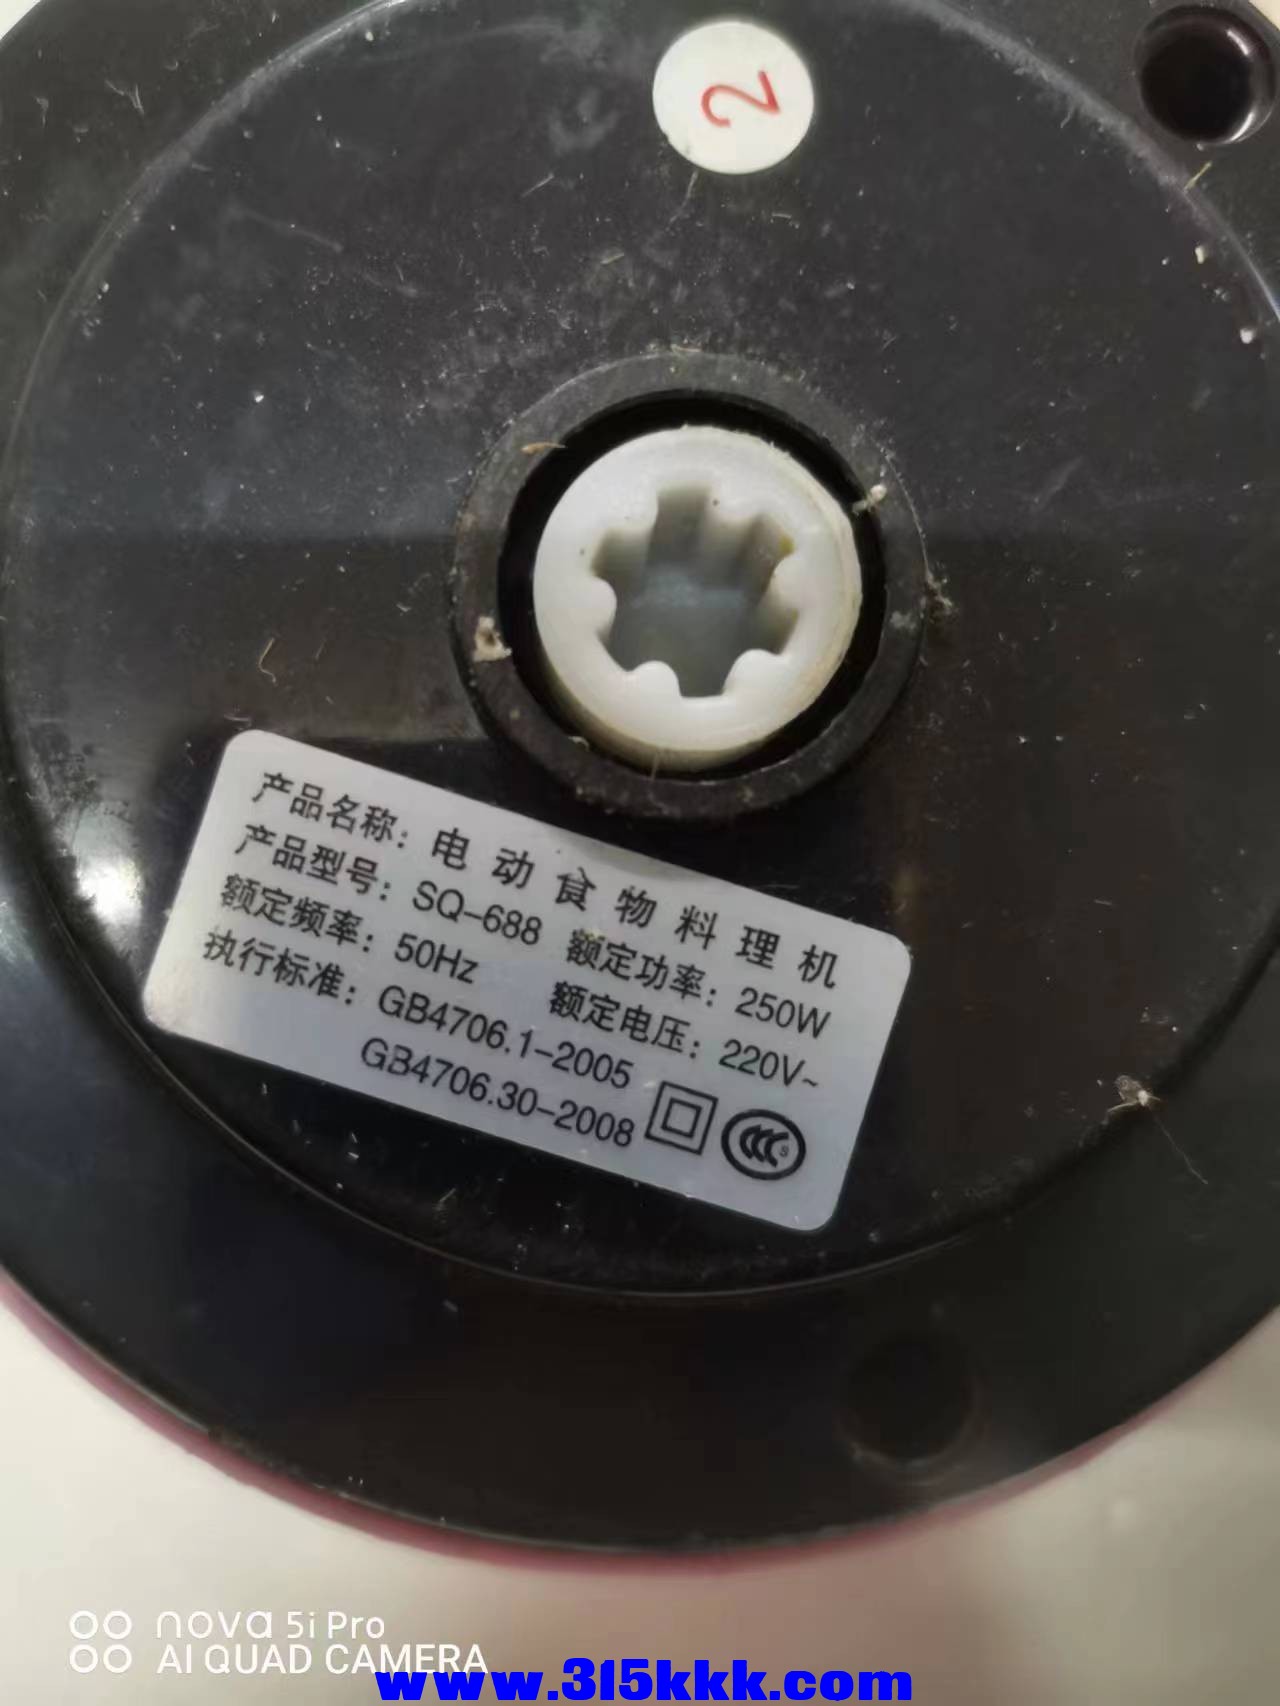 2
产品名称：电动食物料理机
产品型号：SQ-688 额定功率：250W
额定频率：50Hz 额定电压：220V~
执行标准：GB4706.1-2005
GB4706.30-2008
CCC S
nova 5i Pro
AI QUAD CAMERA
www.315kkk.com